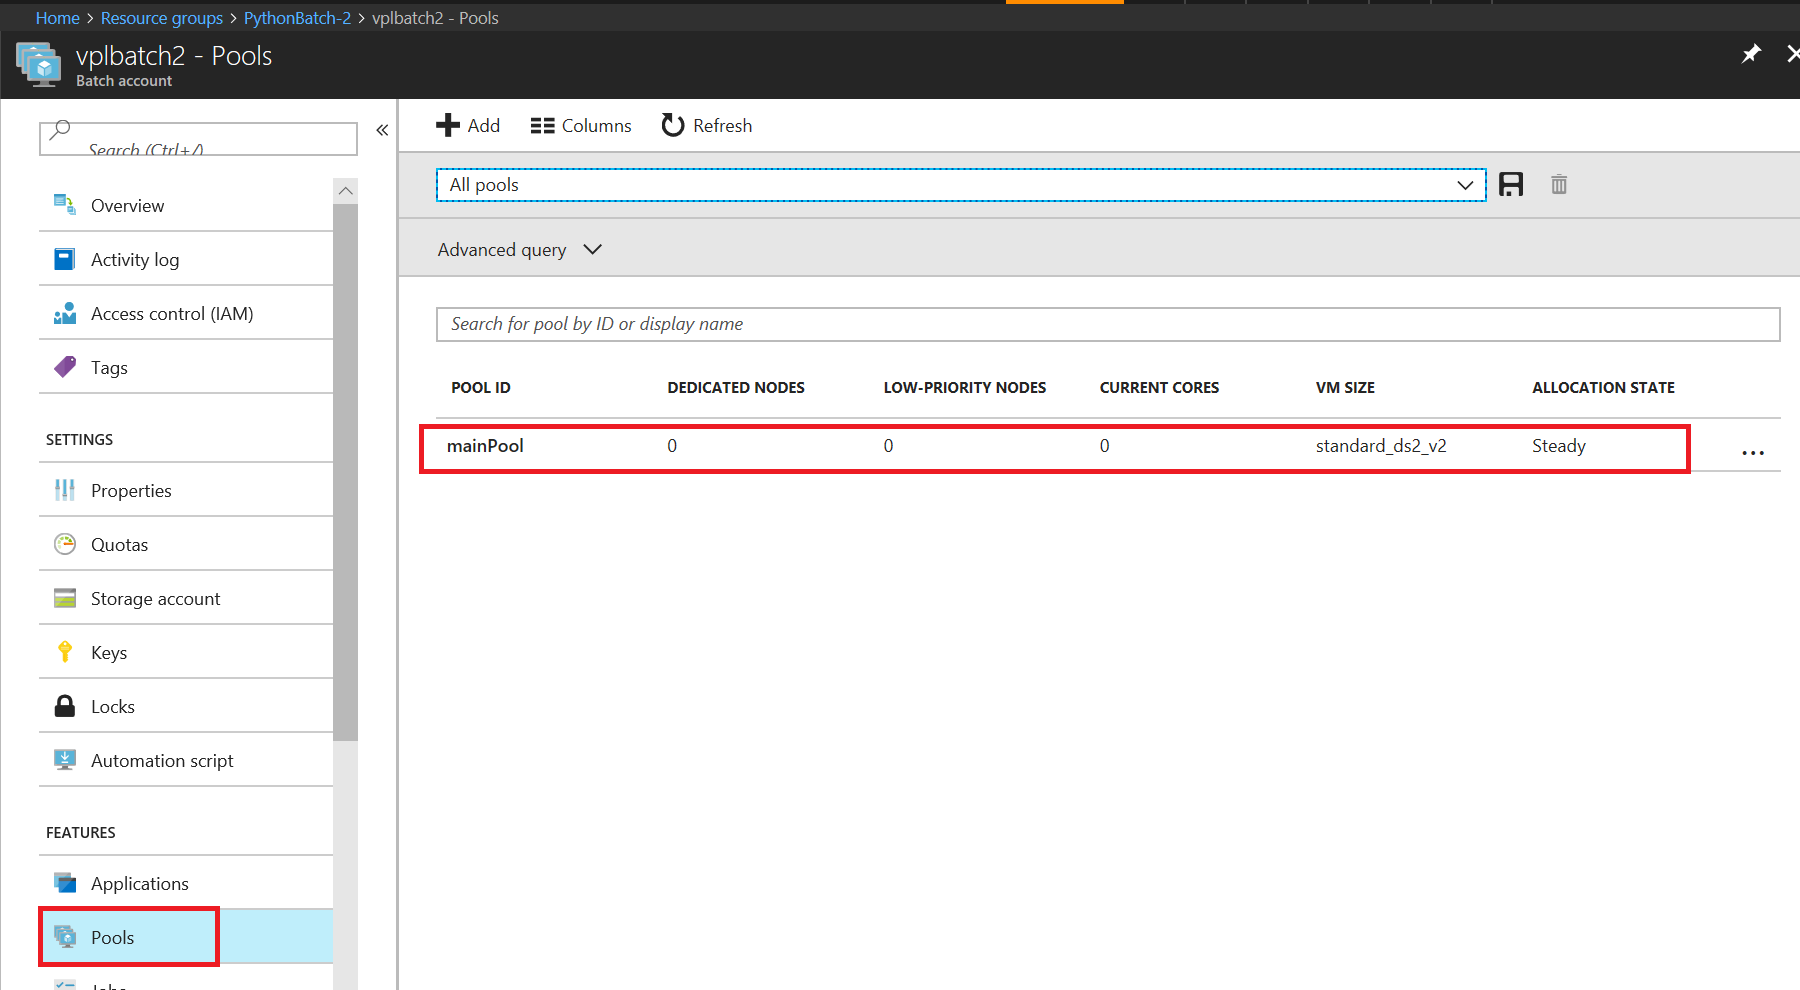 Home > Resource groups > PythonBatch-2 > vplbatch2 - Pools
vplbatch2 - Pools
Batch account
Search (Ctrl+/)
Overview
Activity log
Access control (IAM)
Tags
SETTINGS
Properties
Quotas
Storage account
Keys
Locks
Automation script
FEATURES
Applications
Pools
Jobs
Add Columns Refresh
All pools
Advanced query
Search for pool by ID or display name
POOL ID DEDICATED NODES LOW-PRIORITY NODES CURRENT CORES VM SIZE ALLOCATION STATE
mainPool 0 0 0 standard_ds2_v2 Steady ...